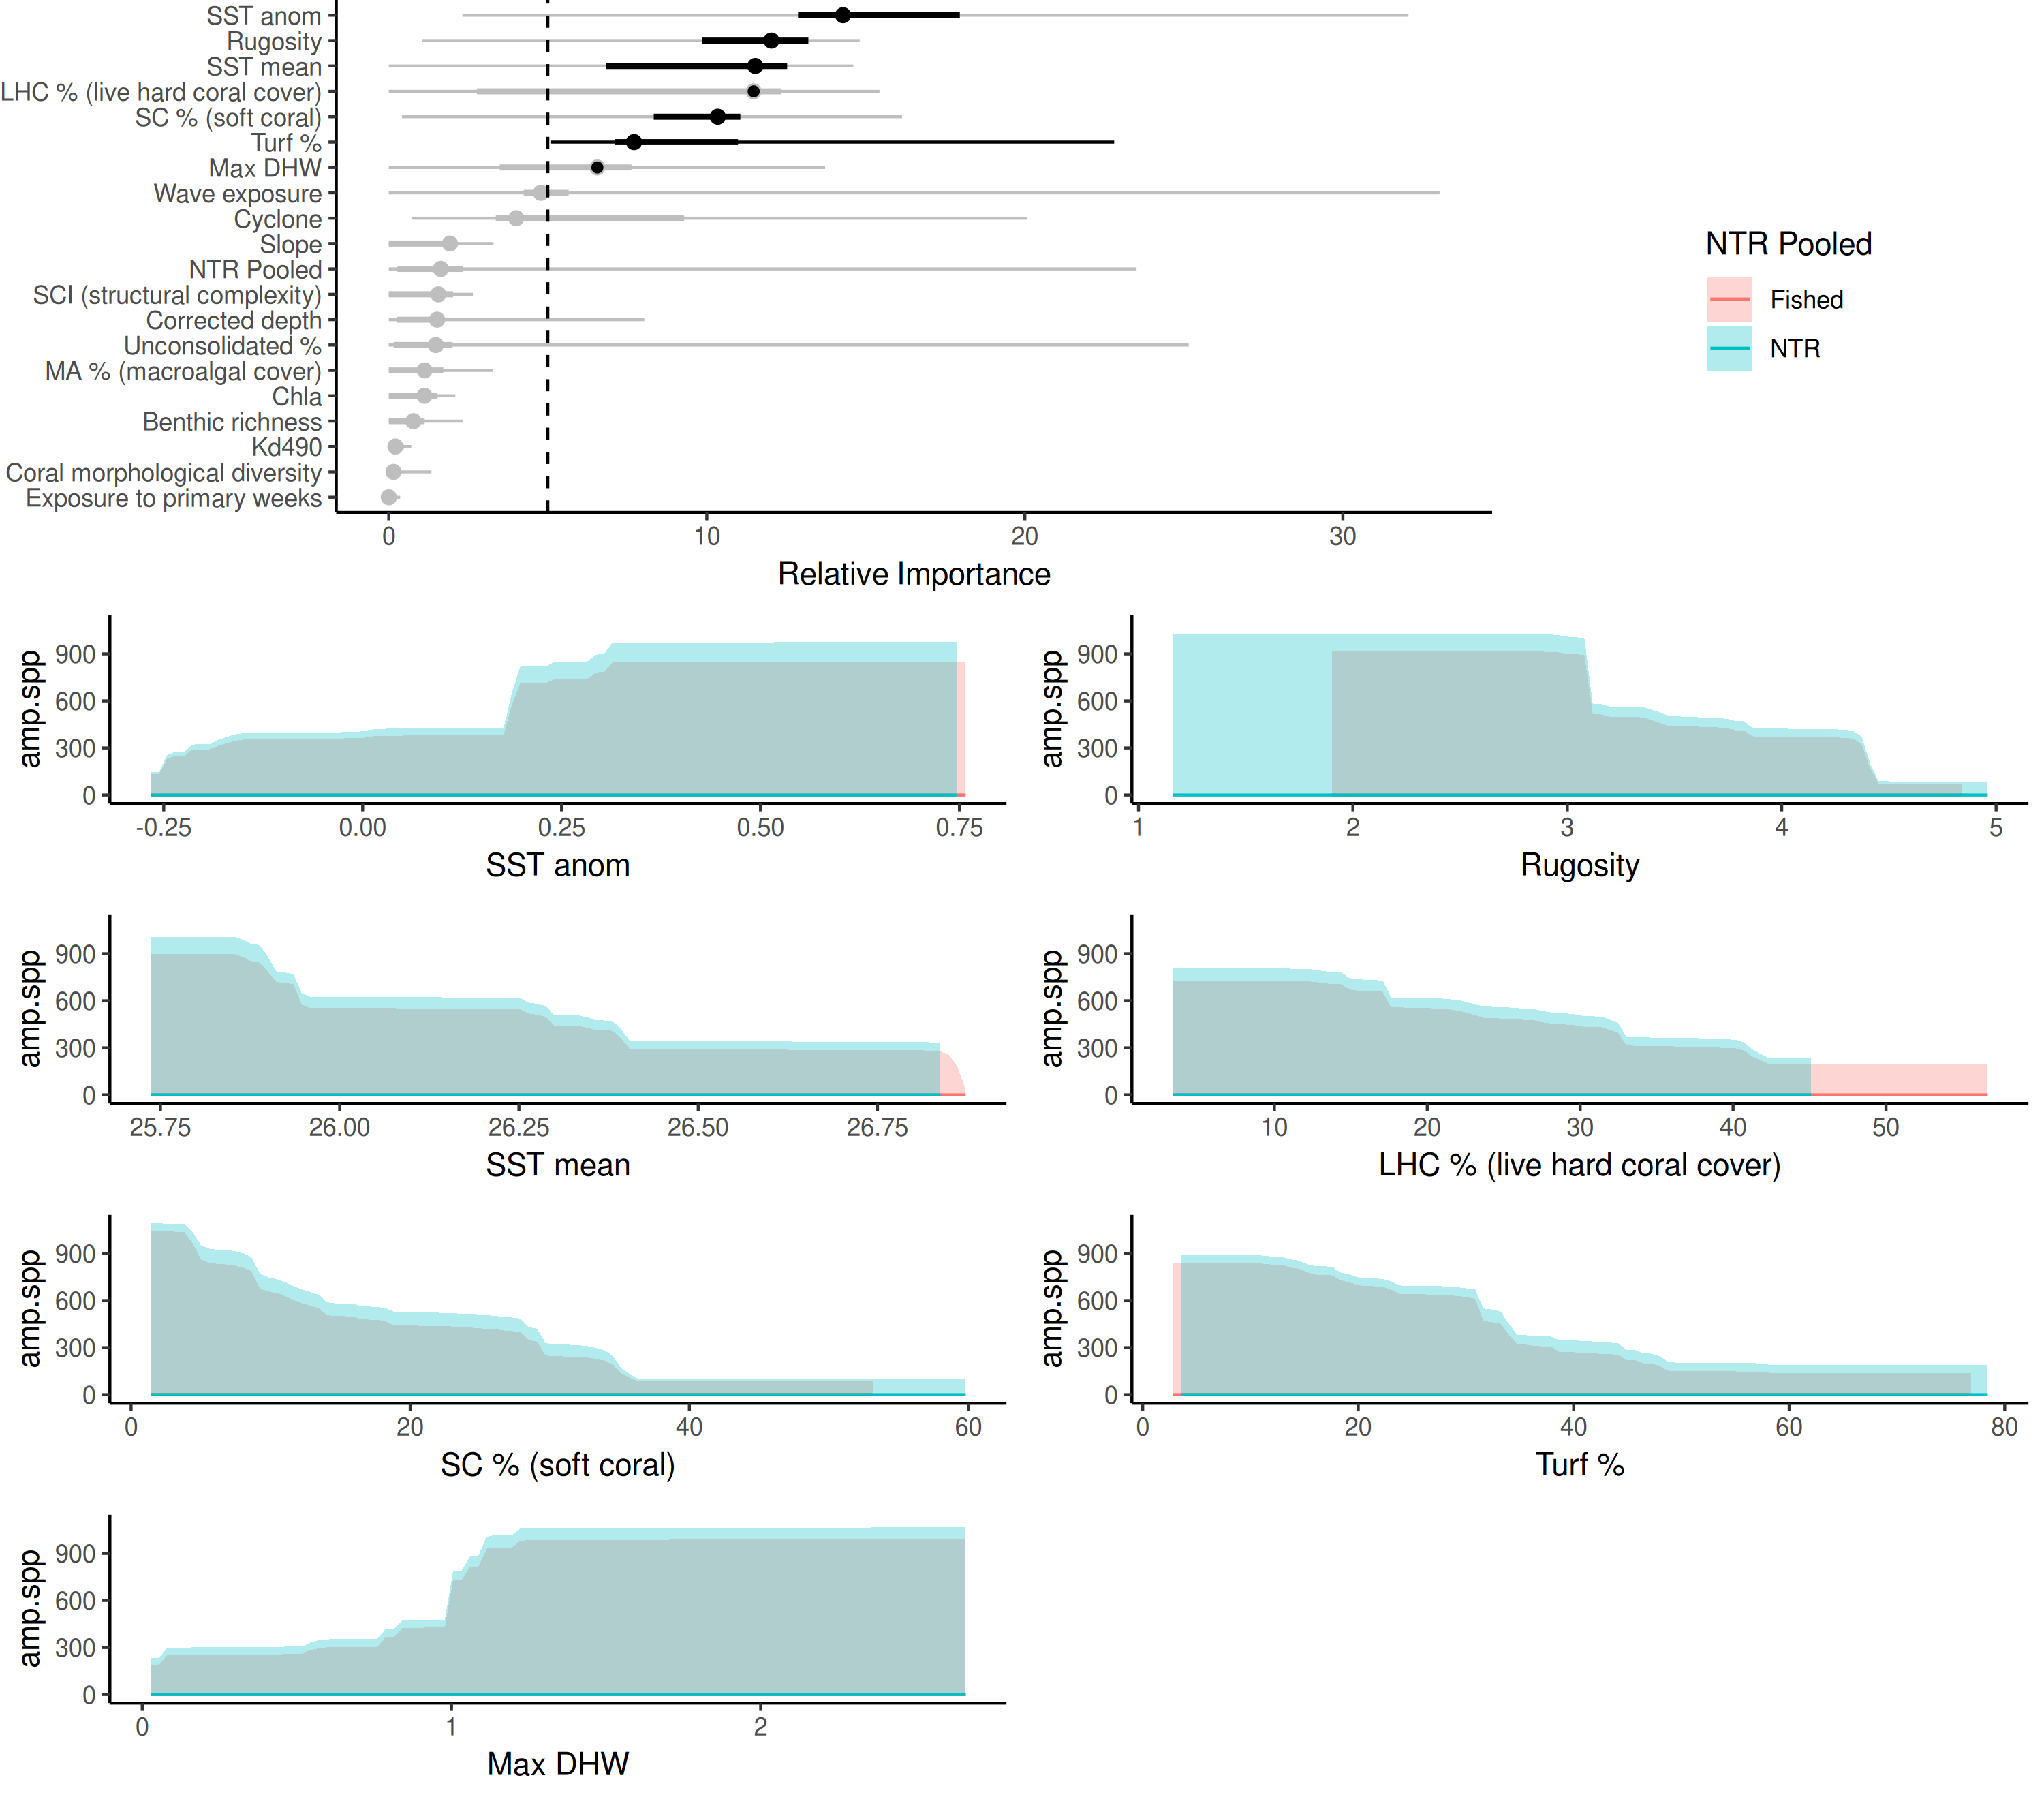 SST anom
Rugosity
SST mean
LHC % (live hard coral cover)
SC % (soft coral)
Turf %
Max DHW
Wave exposure
Cyclone
Slope
NTR Pooled
SCI (structural complexity)
Corrected depth
Unconsolidated %
MA % (macroalgal cover)
Chla
Benthic richness
Kd490
Coral morphological diversity
Exposure to primary weeks
0 10 20 30
Relative Importance
NTR Pooled
Fished
NTR
amp.spp
900
600
300
0
-0.25 0.00 0.25 0.50 0.75
SST anom
amp.spp
900
600
300
0
1 2 3 4 5
Rugosity
amp.spp
900
600
300
0
25.75 26.00 26.25 26.50 26.75
SST mean
amp.spp
900
600
300
0
10 20 30 40 50
LHC % (live hard coral cover)
amp.spp
900
600
300
0
0 20 40 60
SC % (soft coral)
amp.spp
900
600
300
0
0 20 40 60 80
Turf %
amp.spp
900
600
300
0
0 1 2
Max DHW